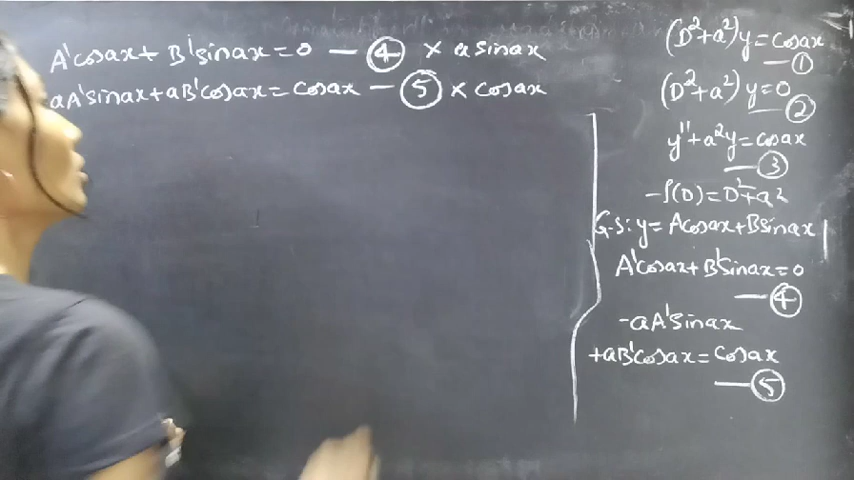 A'cosax + B'sinax = 0 — ④ × a sinax
aA'sinax + aB'cosax = cosax — ⑤ × cosax
(D²+a²)y = cosax
— ①
(D²+a²)y = 0
— ②
y"+a²y = cosax
— ③
f(D) = D²+a²
G.S: y = Acosax + Bsinax
A'cosax + B'sinax = 0
— ④
-aA'sinax
+aB'cosax = cosax
— ⑤